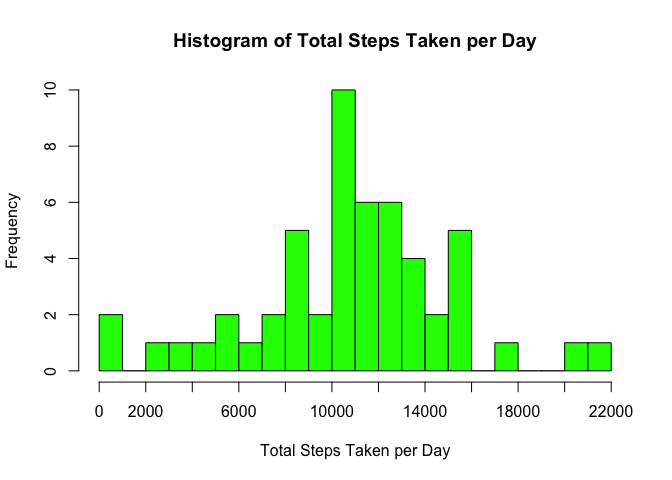 Histogram of Total Steps Taken per Day
10
8
6
4
2
0
Frequency
0 2000 6000 10000 14000 18000 22000
Total Steps Taken per Day